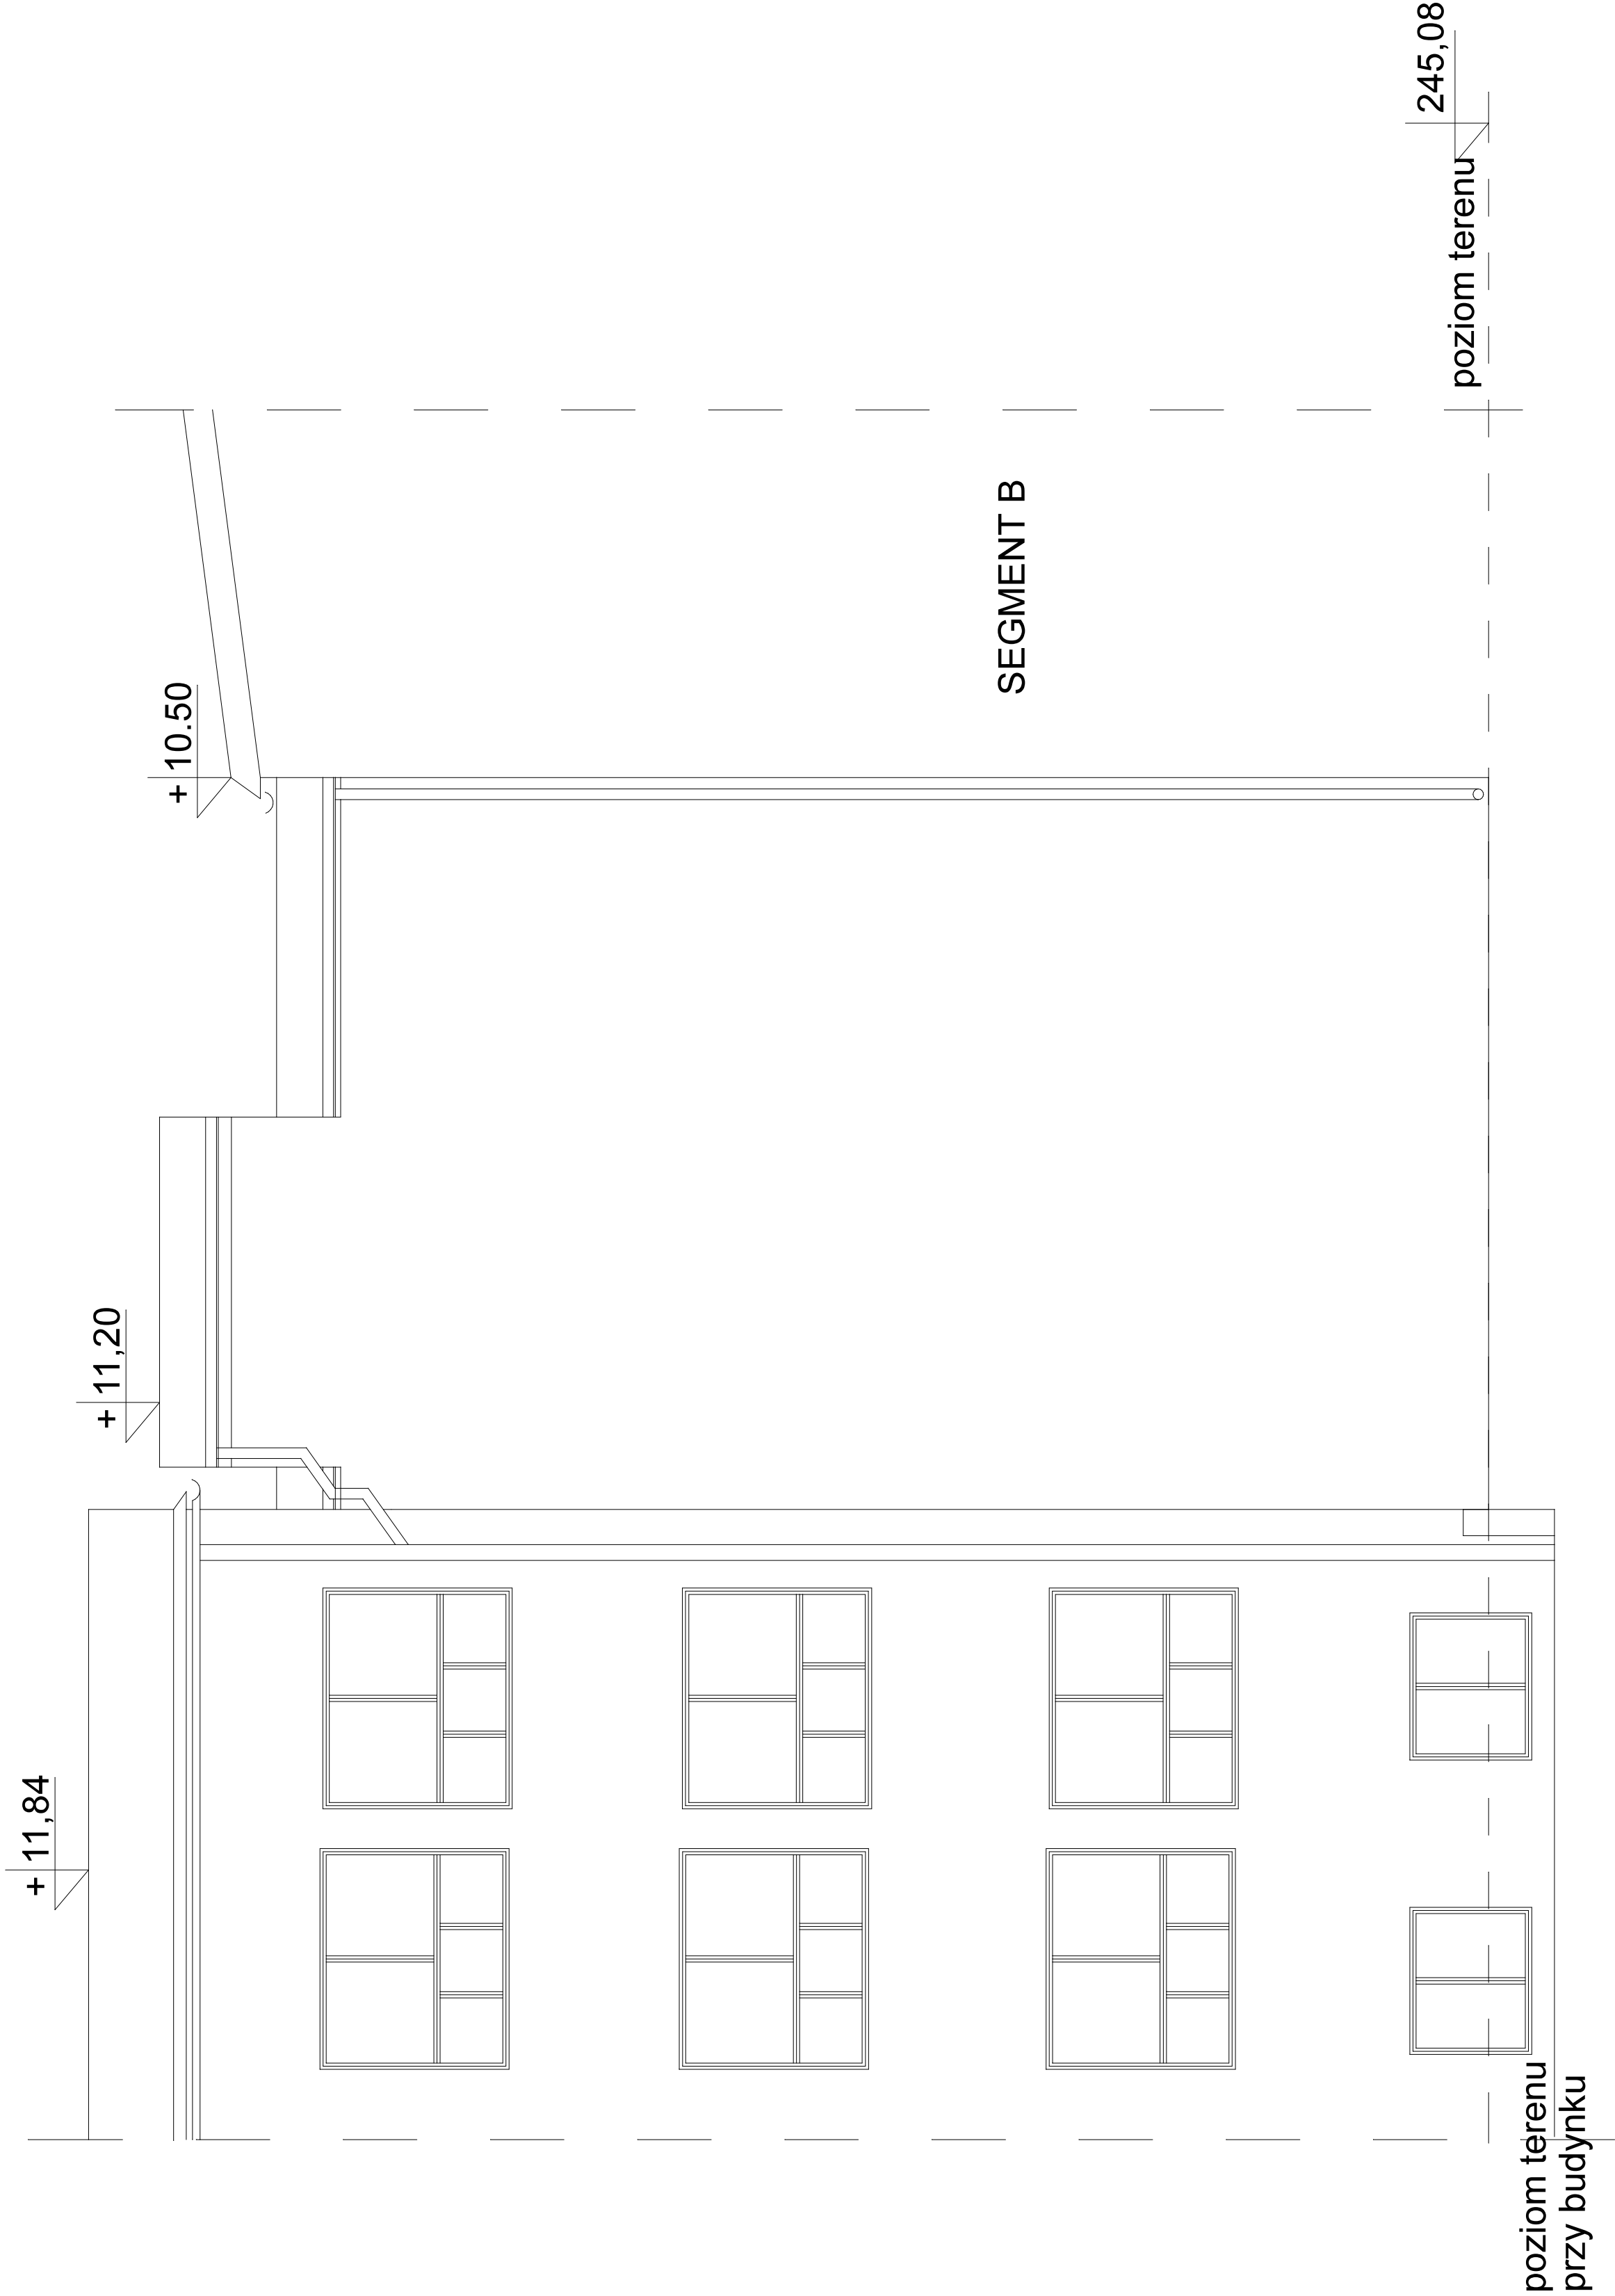 + 11,84
+ 11,20
+ 10.50
SEGMENT B
245,08
poziom terenu
poziom terenu
przy budynku